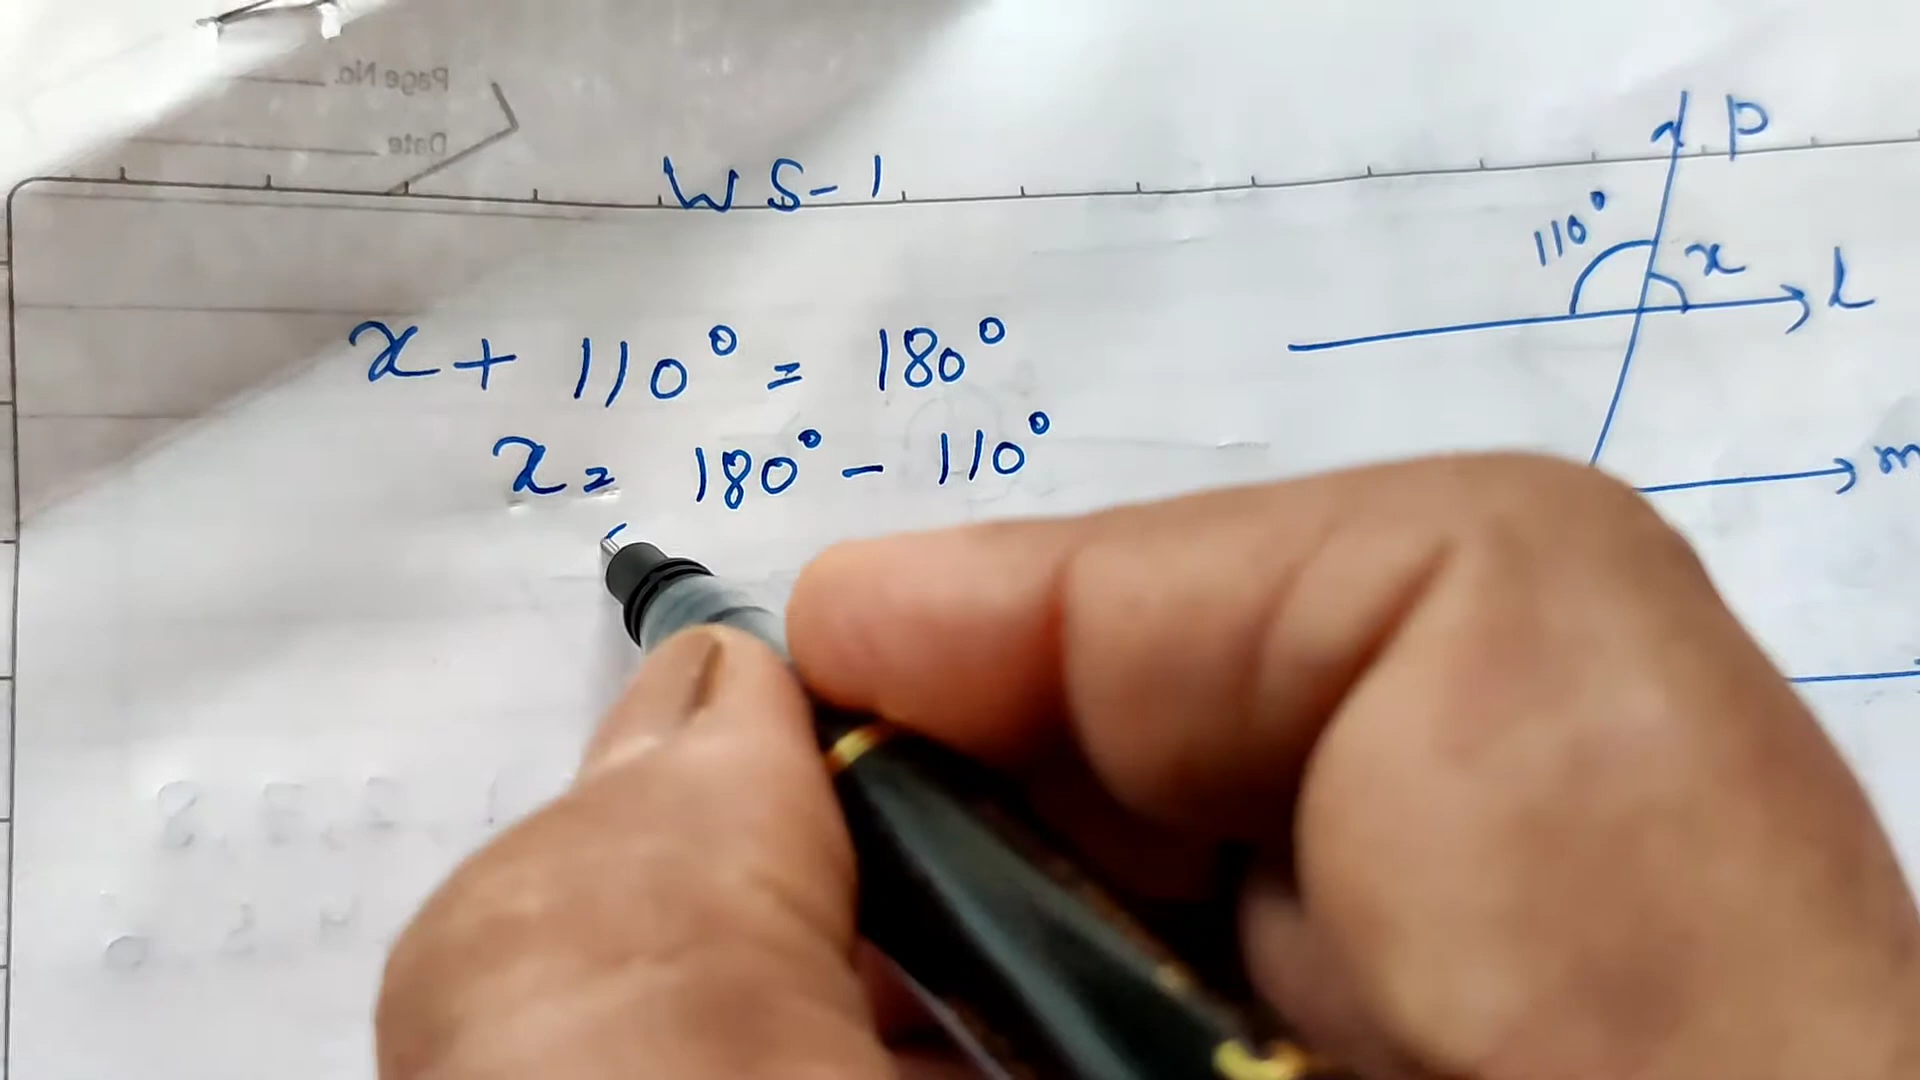 Page No.
Date
WS-1
x + 110° = 180°
x = 180° - 110°
P
110°
x
l
m